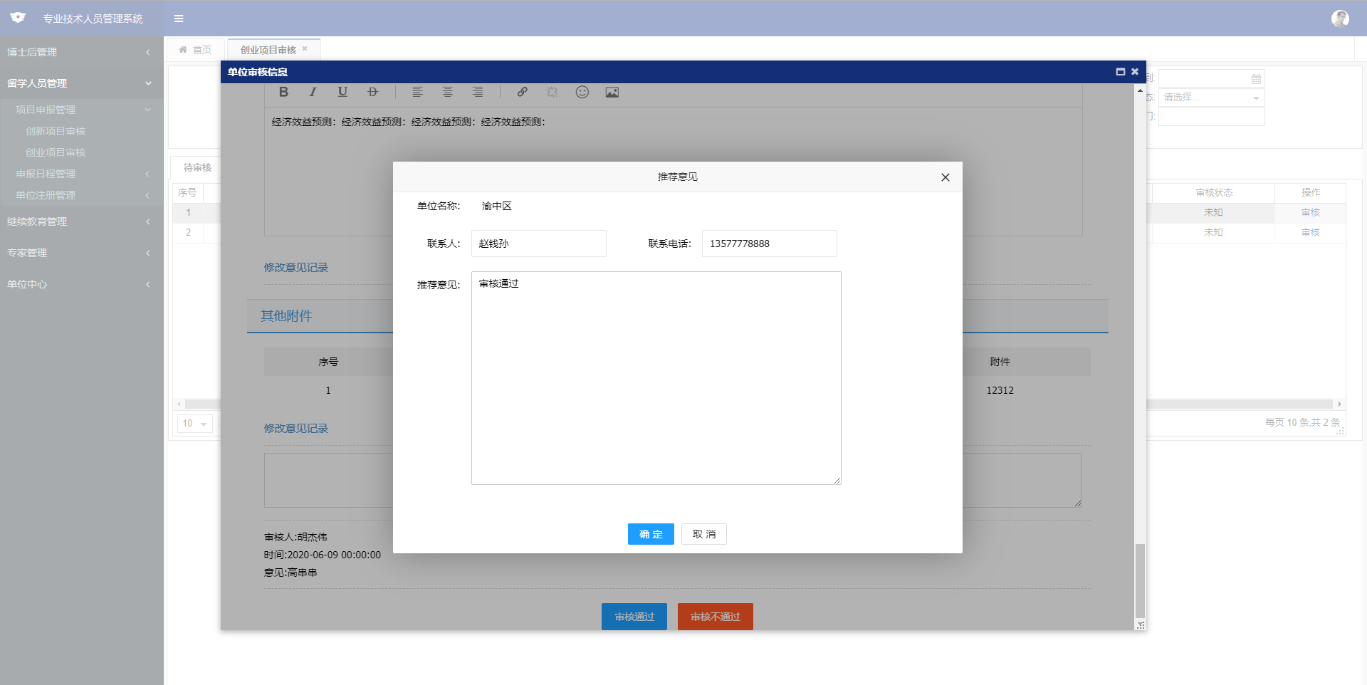 专业技术人员管理系统
博士后管理
留学人员管理
项目申报管理
创新项目审核
创业项目审核
申报日程管理
单位注册管理
继续教育管理
专家管理
单位中心
首页 创业项目审核
单位审核信息
请选择
待审核
序号
1
2
审核状态 操作
未知 审核
未知 审核
10
每页 10 条,共 2 条
B I U
经济效益预测：经济效益预测：经济效益预测：经济效益预测：
修改意见记录
其他附件
序号 附件
1 12312
修改意见记录
审核人:胡杰伟
时间:2020-06-09 00:00:00
意见:高串串
审核通过 审核不通过
推荐意见
单位名称: 渝中区
联系人: 赵钱孙 联系电话: 13577778888
推荐意见: 审核通过
确 定 取 消